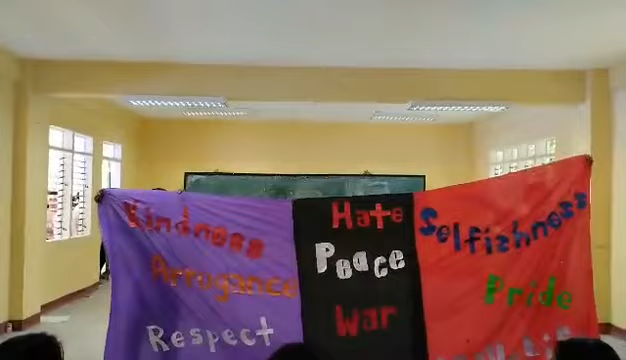 Kindness
Arrogance
Respect
Hate
Peace
War
Selfishness
Pride